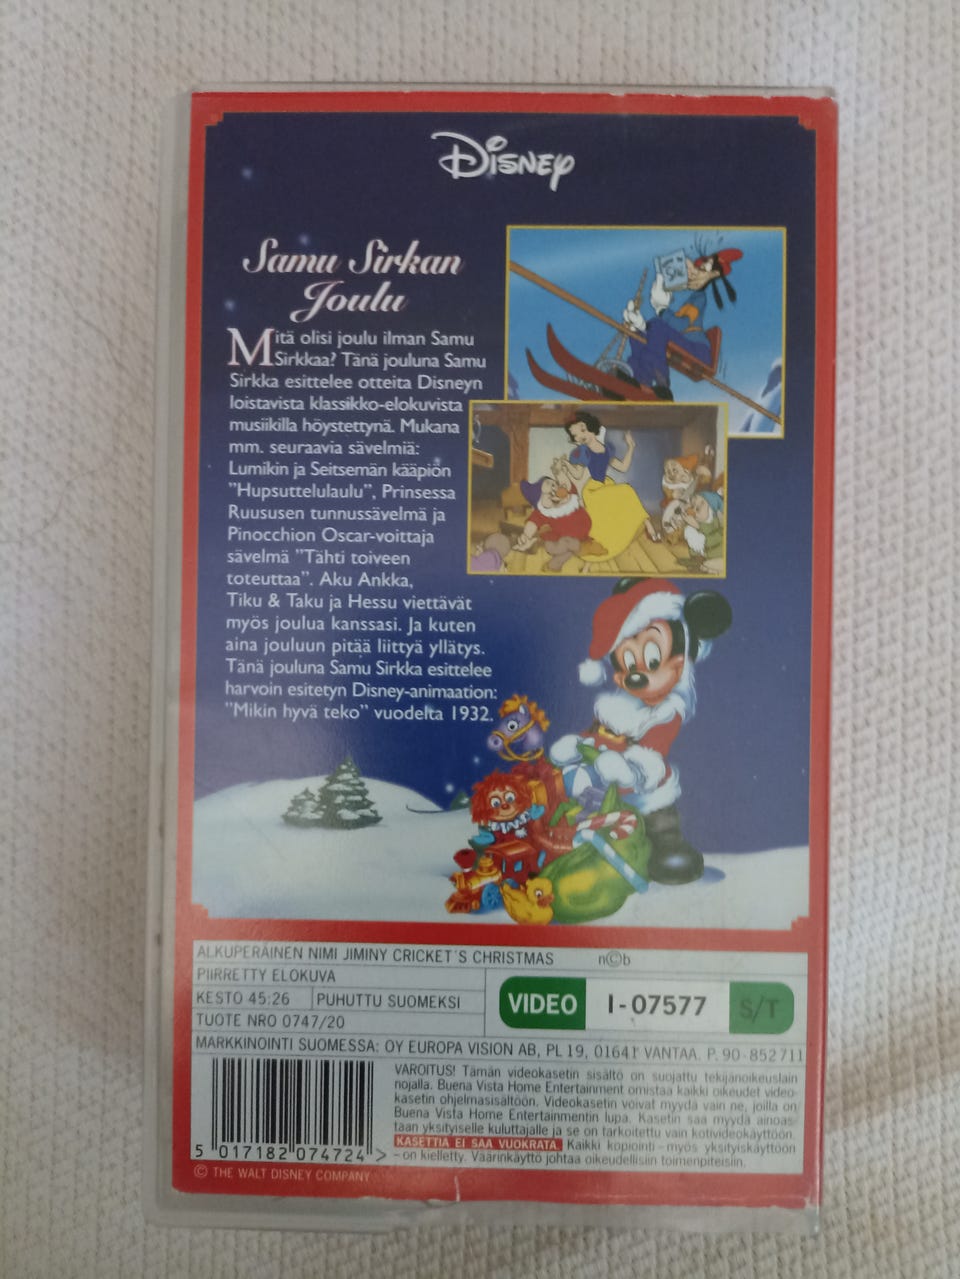 Disney
Samu Sirkan
Joulu
Mitä olisi joulu ilman Samu
Sirkkaa? Tänä jouluna Samu
Sirkka esittelee otteita Disneyn
loistavista klassikko-elokuvista
musiikilla höystettynä. Mukana
mm. seuraavia sävelmiä:
Lumikin ja Seitsemän kääpiön
"Hupsuttelulaulu", Prinsessa
Ruususen tunnussävelmä ja
Pinocchion Oscar-voittaja
sävelmä "Tähti toiveen
toteuttaa". Aku Ankka,
Tiku & Taku ja Hessu viettävät
myös joulua kanssasi. Ja kuten
aina jouluun pitää liittyä yllätys.
Tänä jouluna Samu Sirkka esittelee
harvoin esitetyn Disney-animaation:
"Mikin hyvä teko" vuodelta 1932.
ALKUPERÄINEN NIMI JIMINY CRICKET´S CHRISTMAS n©b
PIIRRETTY ELOKUVA
KESTO 45:26 PUHUTTU SUOMEKSI
TUOTE NRO 0747/20
VIDEO I-07577 S/T
MARKKINOINTI SUOMESSA: OY EUROPA VISION AB, PL 19, 01641 VANTAA. P. 90-852711
VAROITUS! Tämän videokasetin sisältö on suojattu tekijänoikeuslain
nojalla. Buena Vista Home Entertainment omistaa kaikki oikeudet video-
kasetin ohjelmasisältöön. Videokasetin voivat myydä vain ne, joilla on
Buena Vista Home Entertainmentin lupa. Kasetin saa myydä ainoas-
taan yksityiselle kuluttajalle ja se on tarkoitettu vain kotivideokäyttöön.
KASETTIA EI SAA VUOKRATA. Kaikki kopiointi - myös yksityiskäyttöön
- on kielletty. Väärinkäyttö johtaa oikeudellisiin toimenpiteisiin.
5 017182 074724 >
© THE WALT DISNEY COMPANY